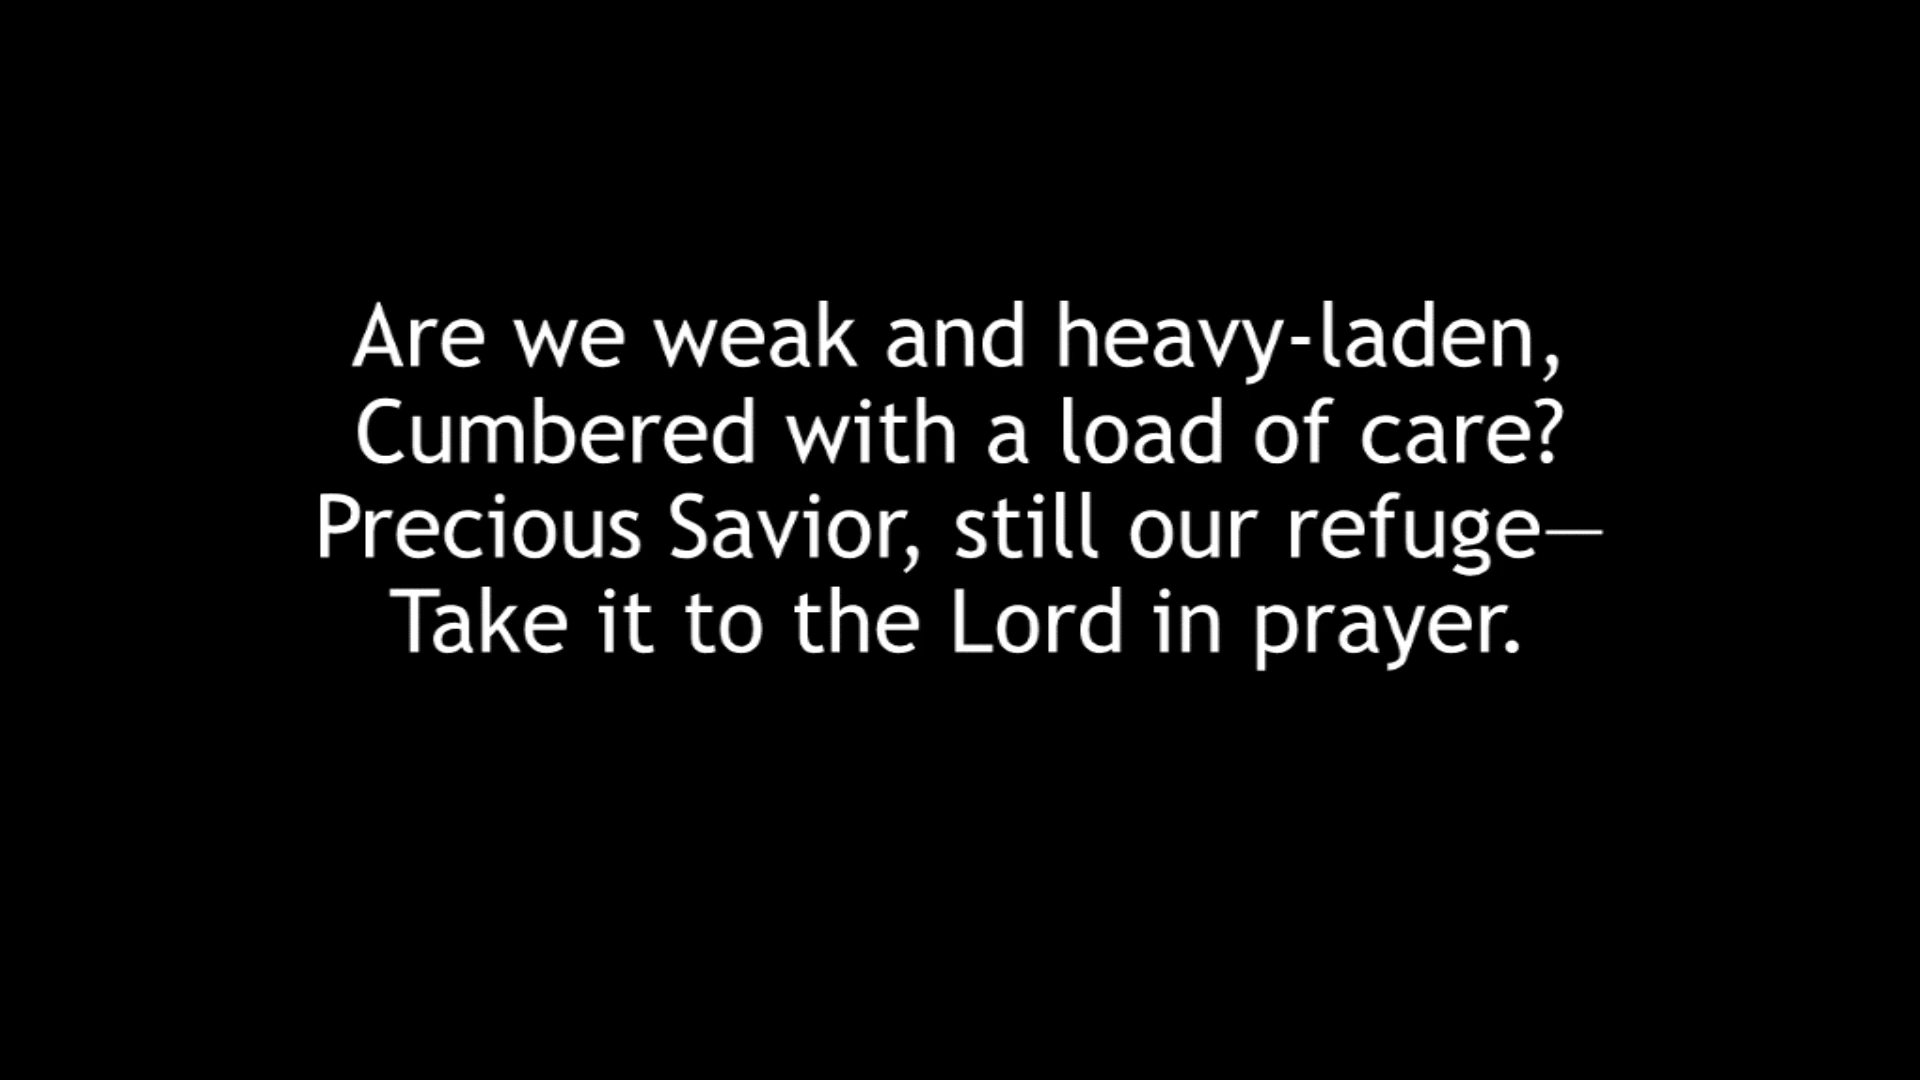 Are we weak and heavy-laden,
Cumbered with a load of care?
Precious Savior, still our refuge—
Take it to the Lord in prayer.